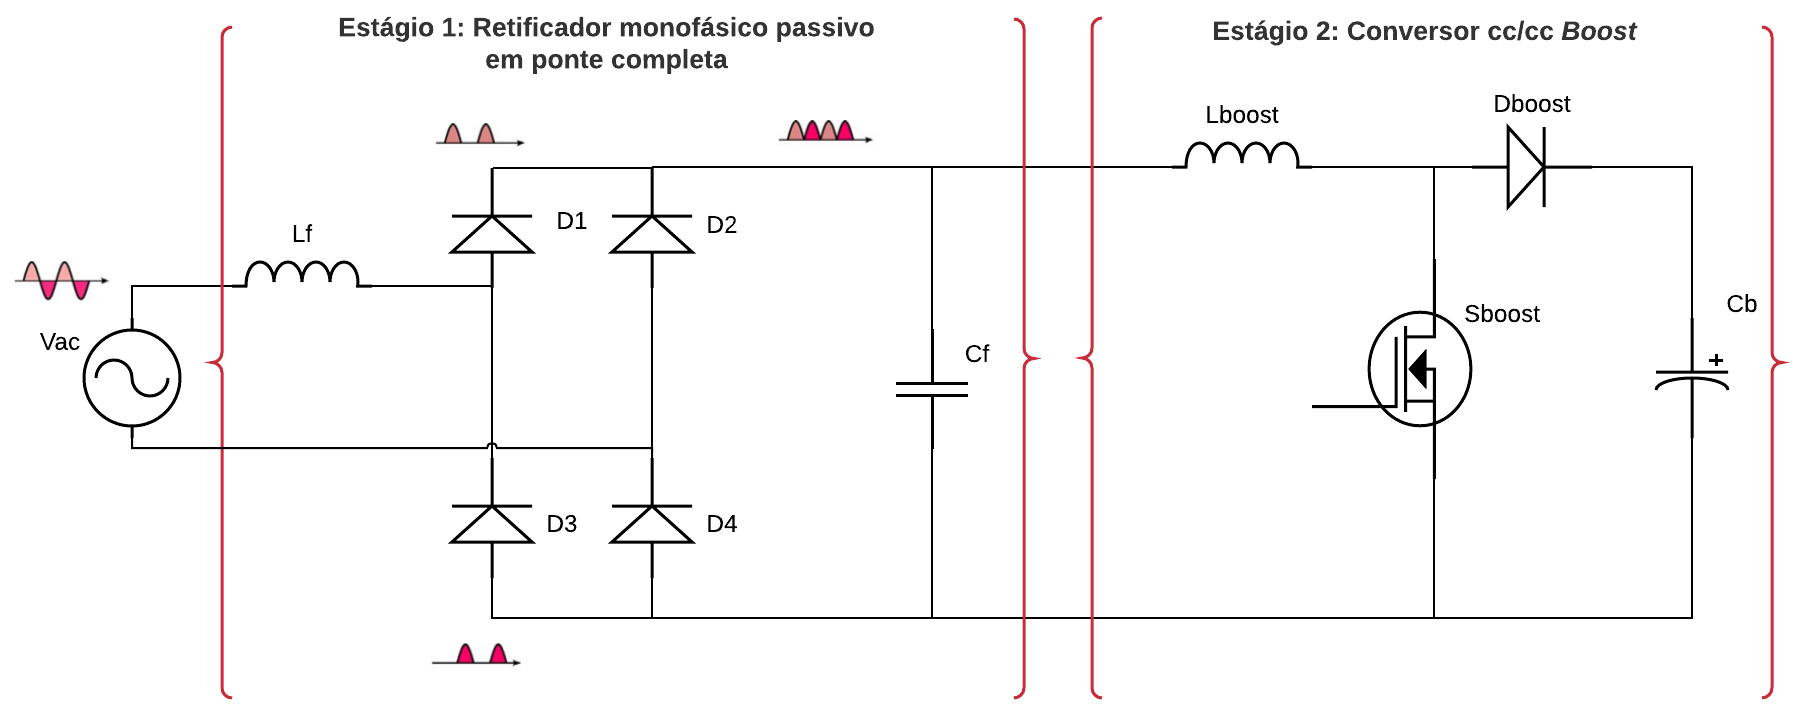 Estágio 1: Retificador monofásico passivo
em ponte completa
Estágio 2: Conversor cc/cc Boost
Dboost
Lboost
D1
D2
Lf
Vac
Cf
Sboost
Cb
+
D3
D4